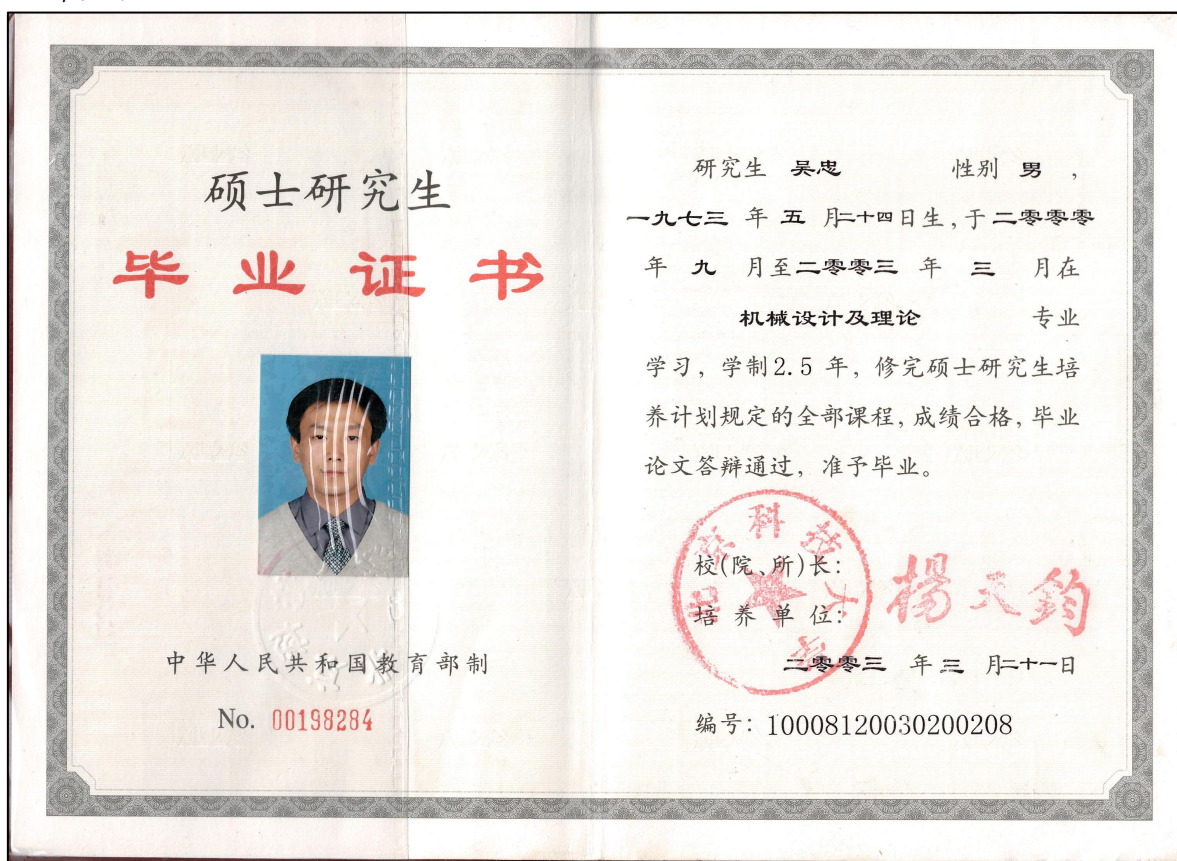 硕士研究生
毕业证书
中华人民共和国教育部制
No. 00198284
研究生 吴忠 性别 男 ,
一九七三 年 五 月二十四日生,于二零零零
年 九 月至二零零三 年 三 月在
机械设计及理论 专业
学习, 学制2.5 年, 修完硕士研究生培
养计划规定的全部课程,成绩合格,毕业
论文答辩通过, 准予毕业。
北京科技大学
校(院、所)长: 楊天鈞
培养单位:
二零零三 年 三 月二十一日
编号: 10008120030200208